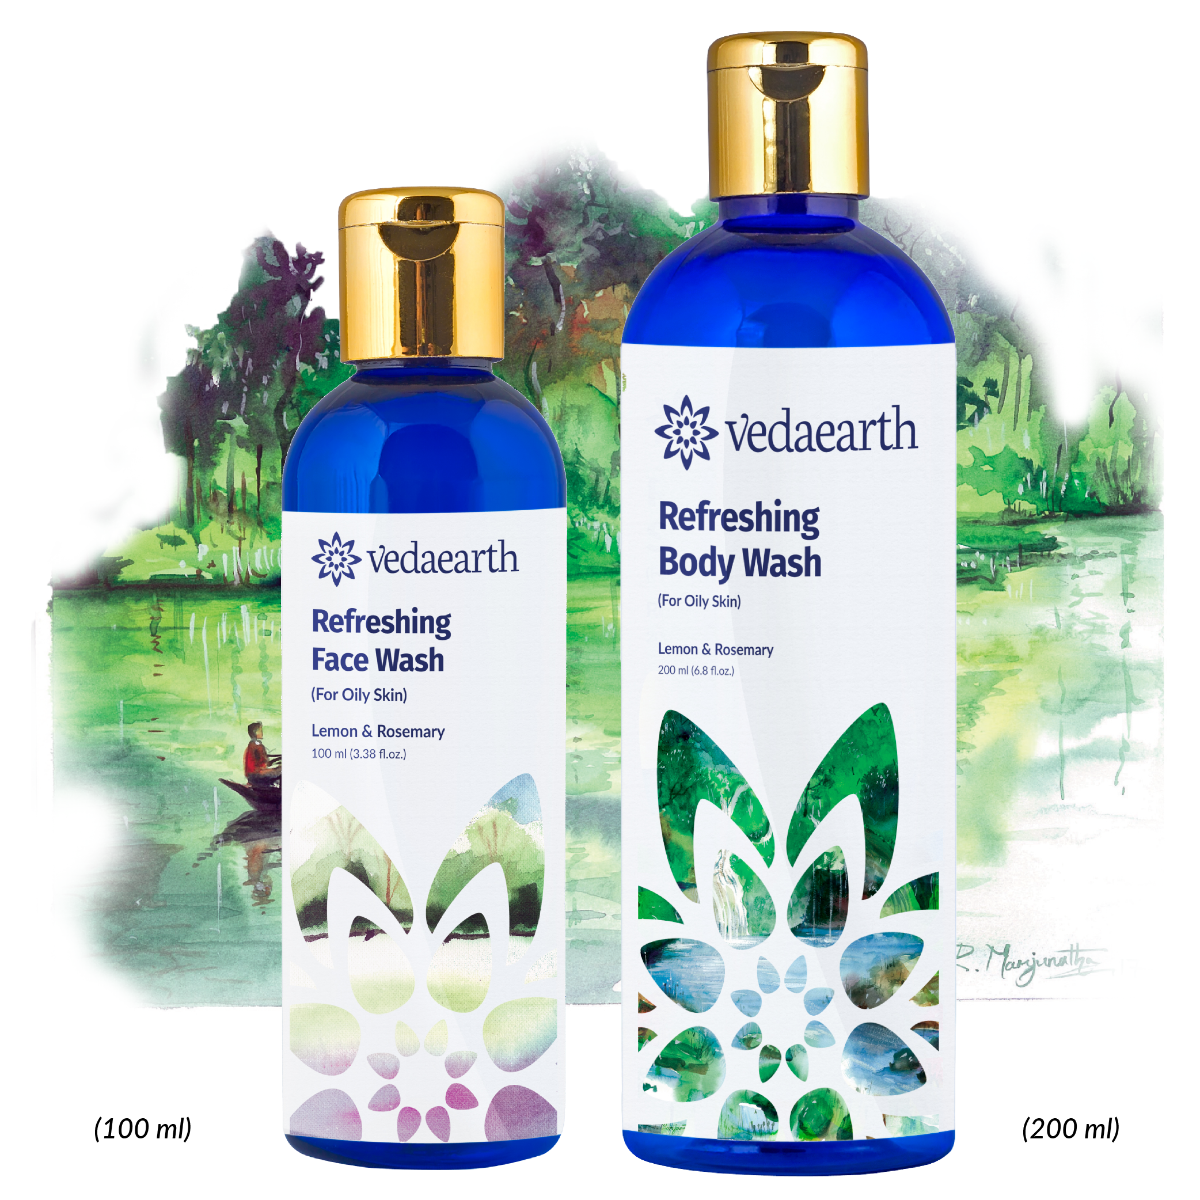 vedaearth
Refreshing
Face Wash
(For Oily Skin)
Lemon & Rosemary
100 ml (3.38 fl.oz.)
vedaearth
Refreshing
Body Wash
(For Oily Skin)
Lemon & Rosemary
200 ml (6.8 fl.oz.)
R. Manjunatha
(100 ml)
(200 ml)